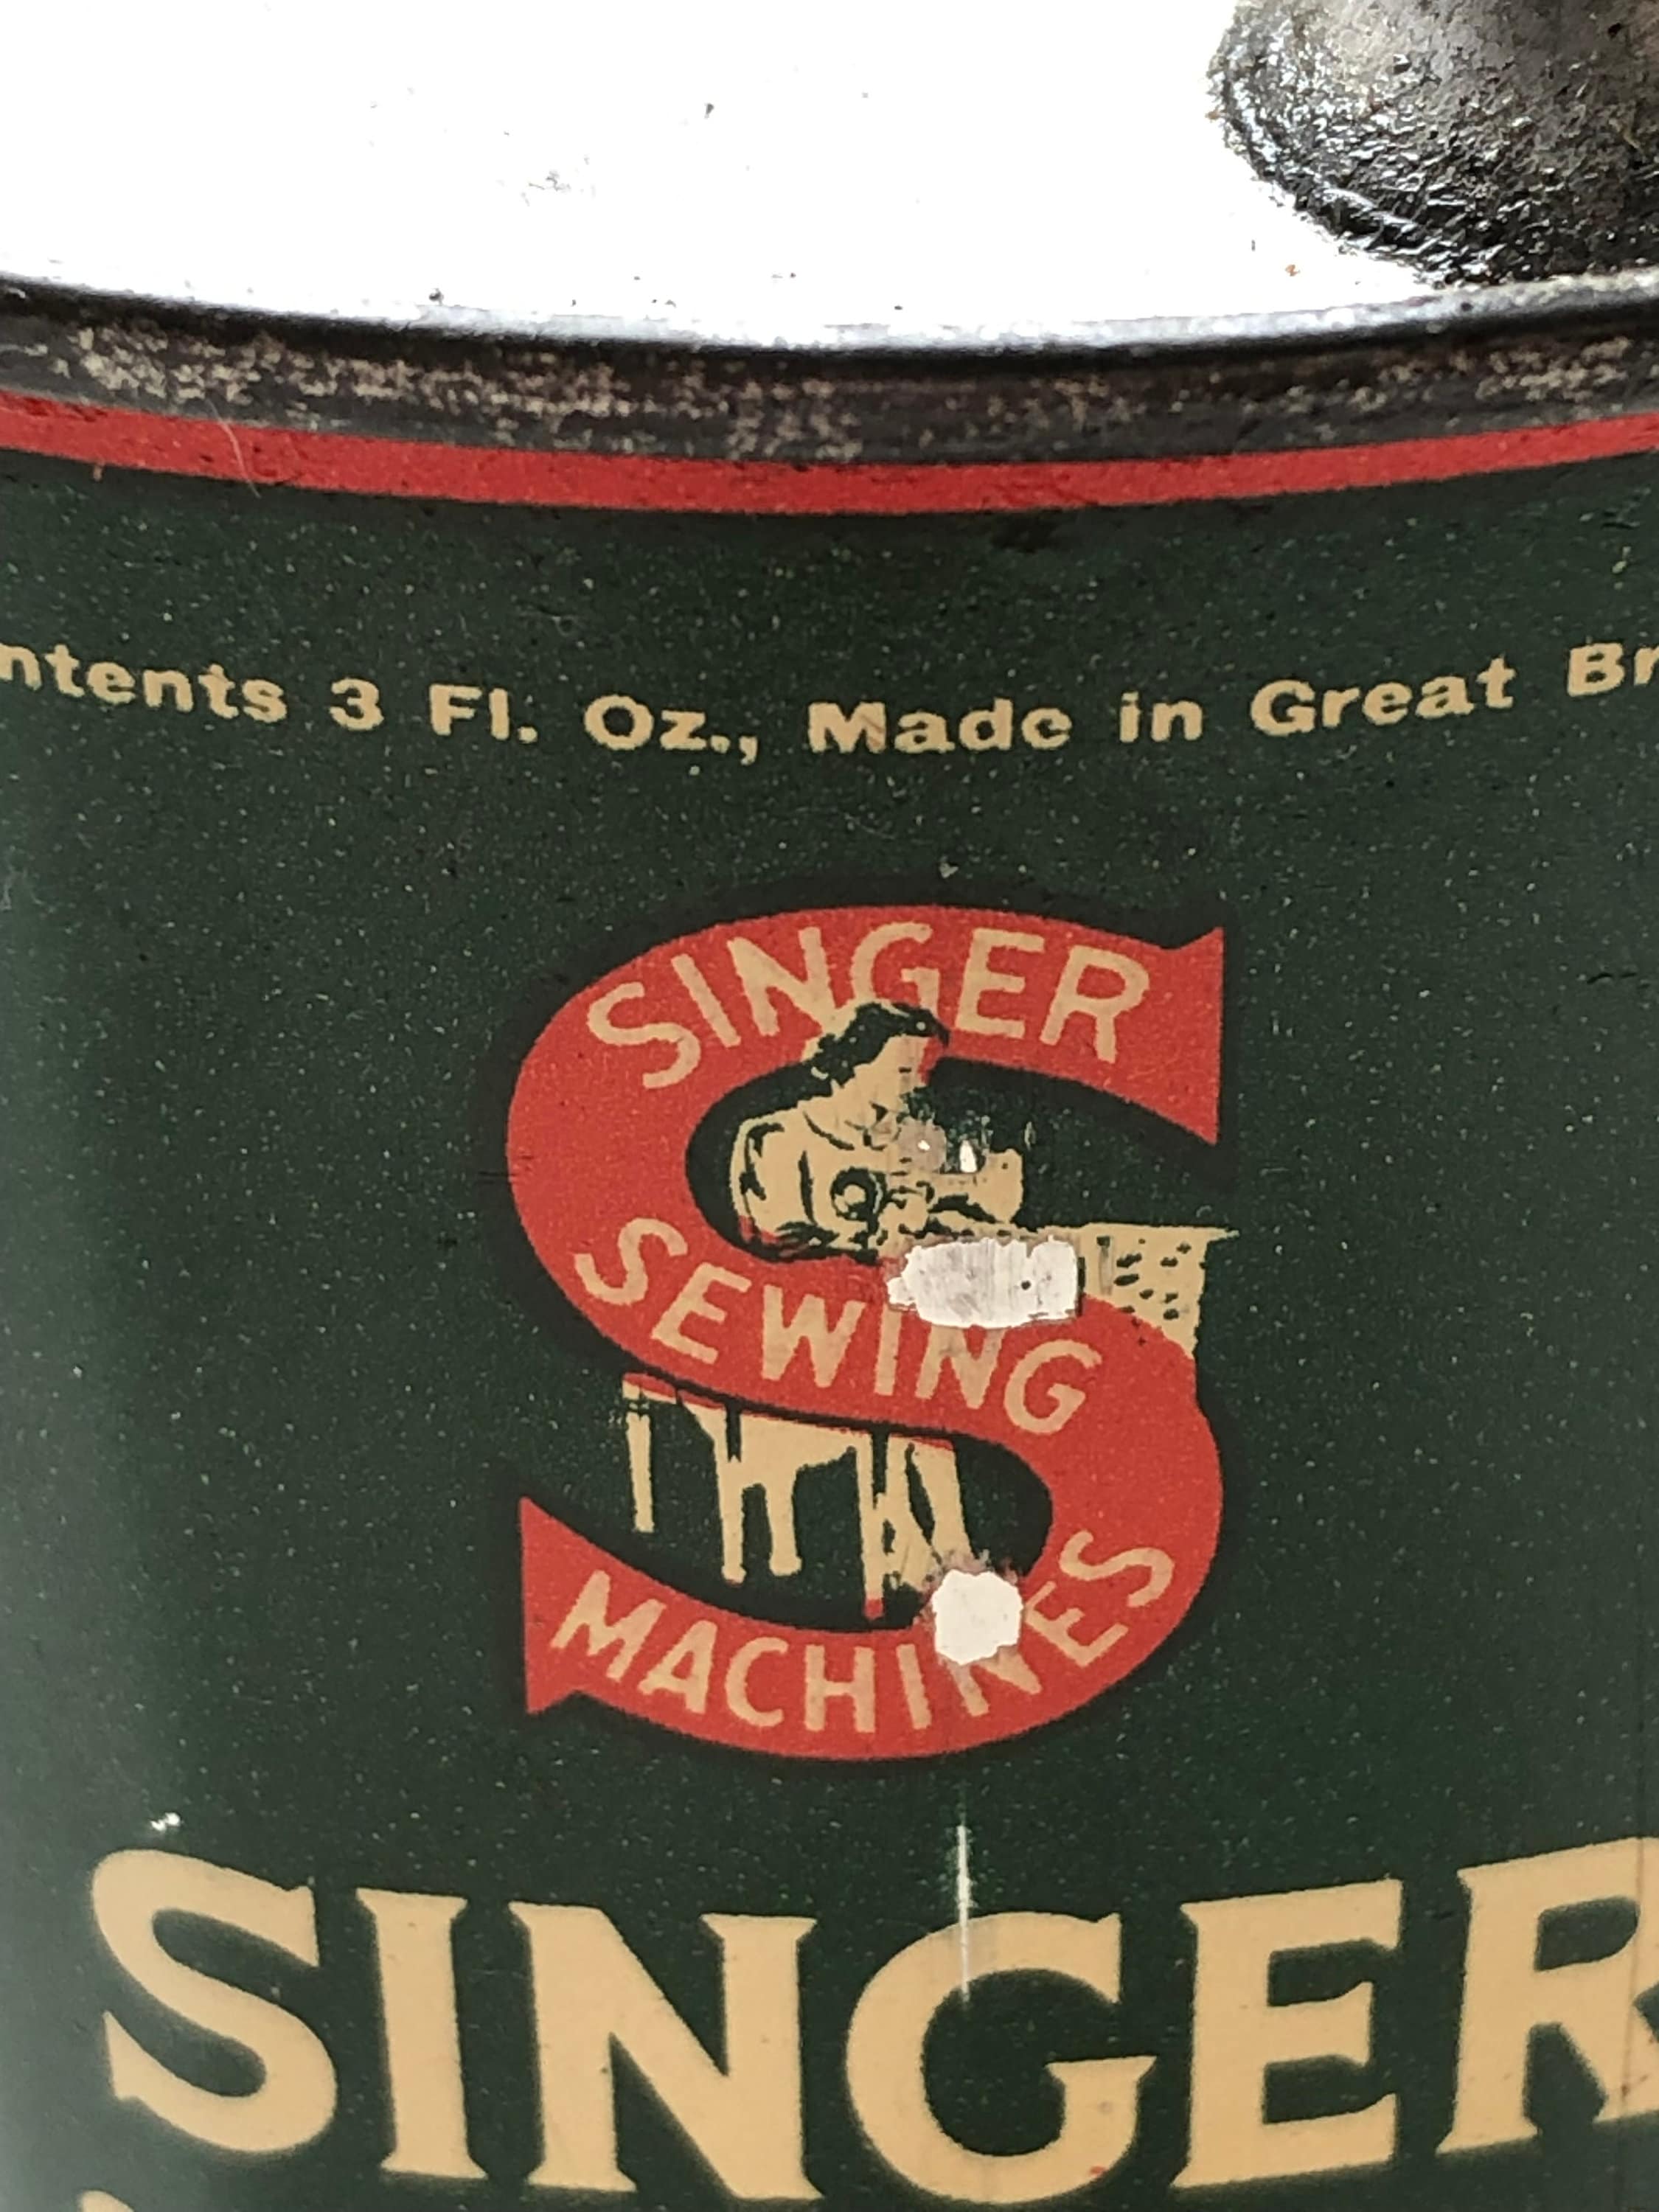 ntents 3 Fl. Oz., Made in Great Br
SINGER
SEWING
MACHINES
SINGER